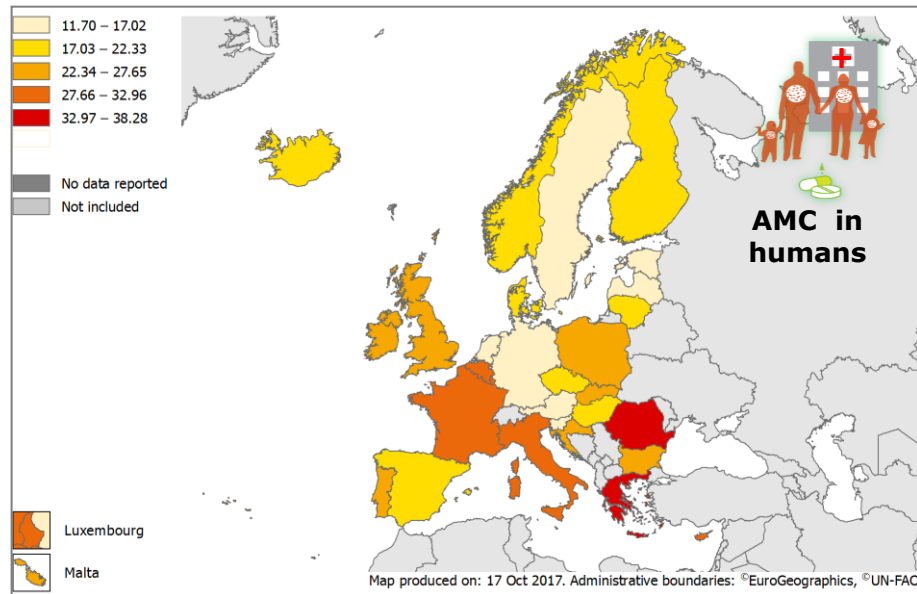 11.70 – 17.02
17.03 – 22.33
22.34 – 27.65
27.66 – 32.96
32.97 – 38.28
No data reported
Not included
AMC in
humans
Luxembourg
Malta
Map produced on: 17 Oct 2017. Administrative boundaries: ©EuroGeographics, ©UN-FAO